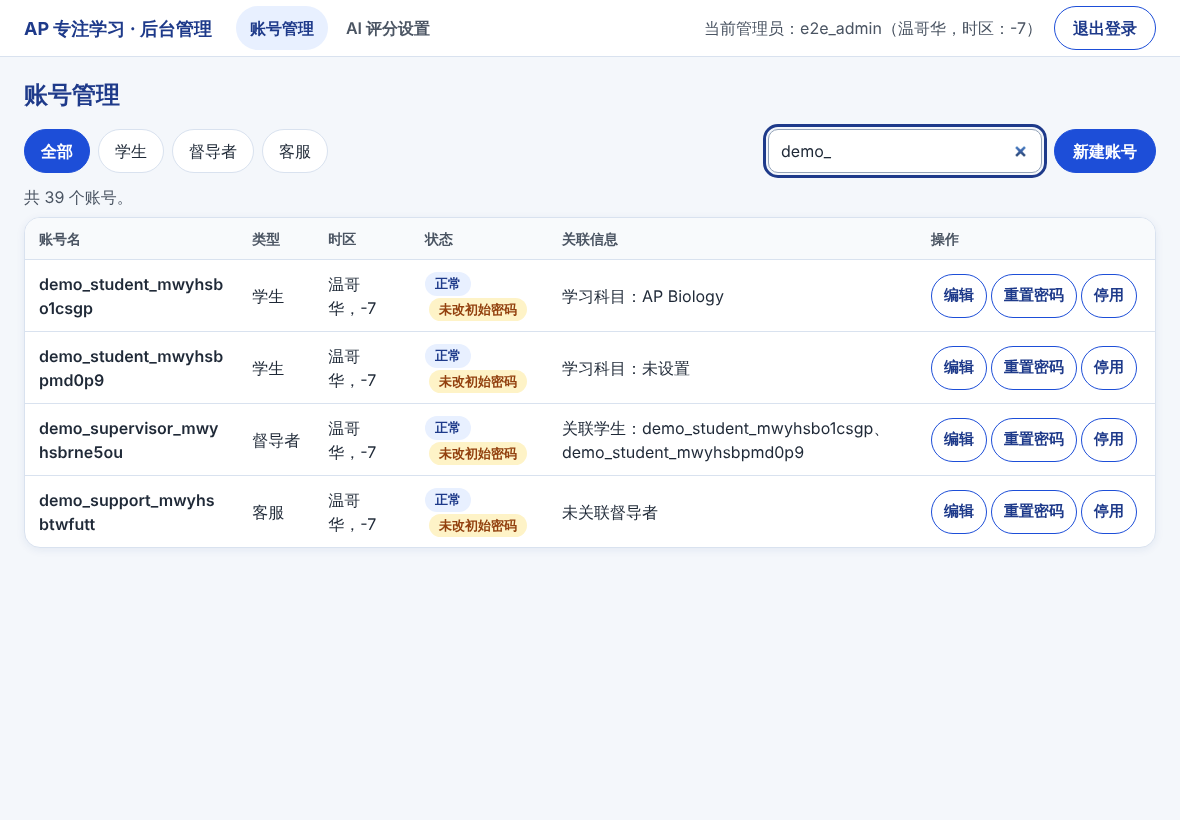 AP 专注学习 · 后台管理
账号管理
AI 评分设置
当前管理员：e2e_admin（温哥华，时区：-7）
退出登录
账号管理
全部
学生
督导者
客服
demo_
新建账号
共 39 个账号。
账号名 类型 时区 状态 关联信息 操作
demo_student_mwyhsb
o1csgp
学生
温哥
华，-7
正常
未改初始密码
学习科目：AP Biology
编辑 重置密码 停用
demo_student_mwyhsb
pmd0p9
学生
温哥
华，-7
正常
未改初始密码
学习科目：未设置
编辑 重置密码 停用
demo_supervisor_mwy
hsbrne5ou
督导者
温哥
华，-7
正常
未改初始密码
关联学生：demo_student_mwyhsbo1csgp、
demo_student_mwyhsbpmd0p9
编辑 重置密码 停用
demo_support_mwyhs
btwfutt
客服
温哥
华，-7
正常
未改初始密码
未关联督导者
编辑 重置密码 停用